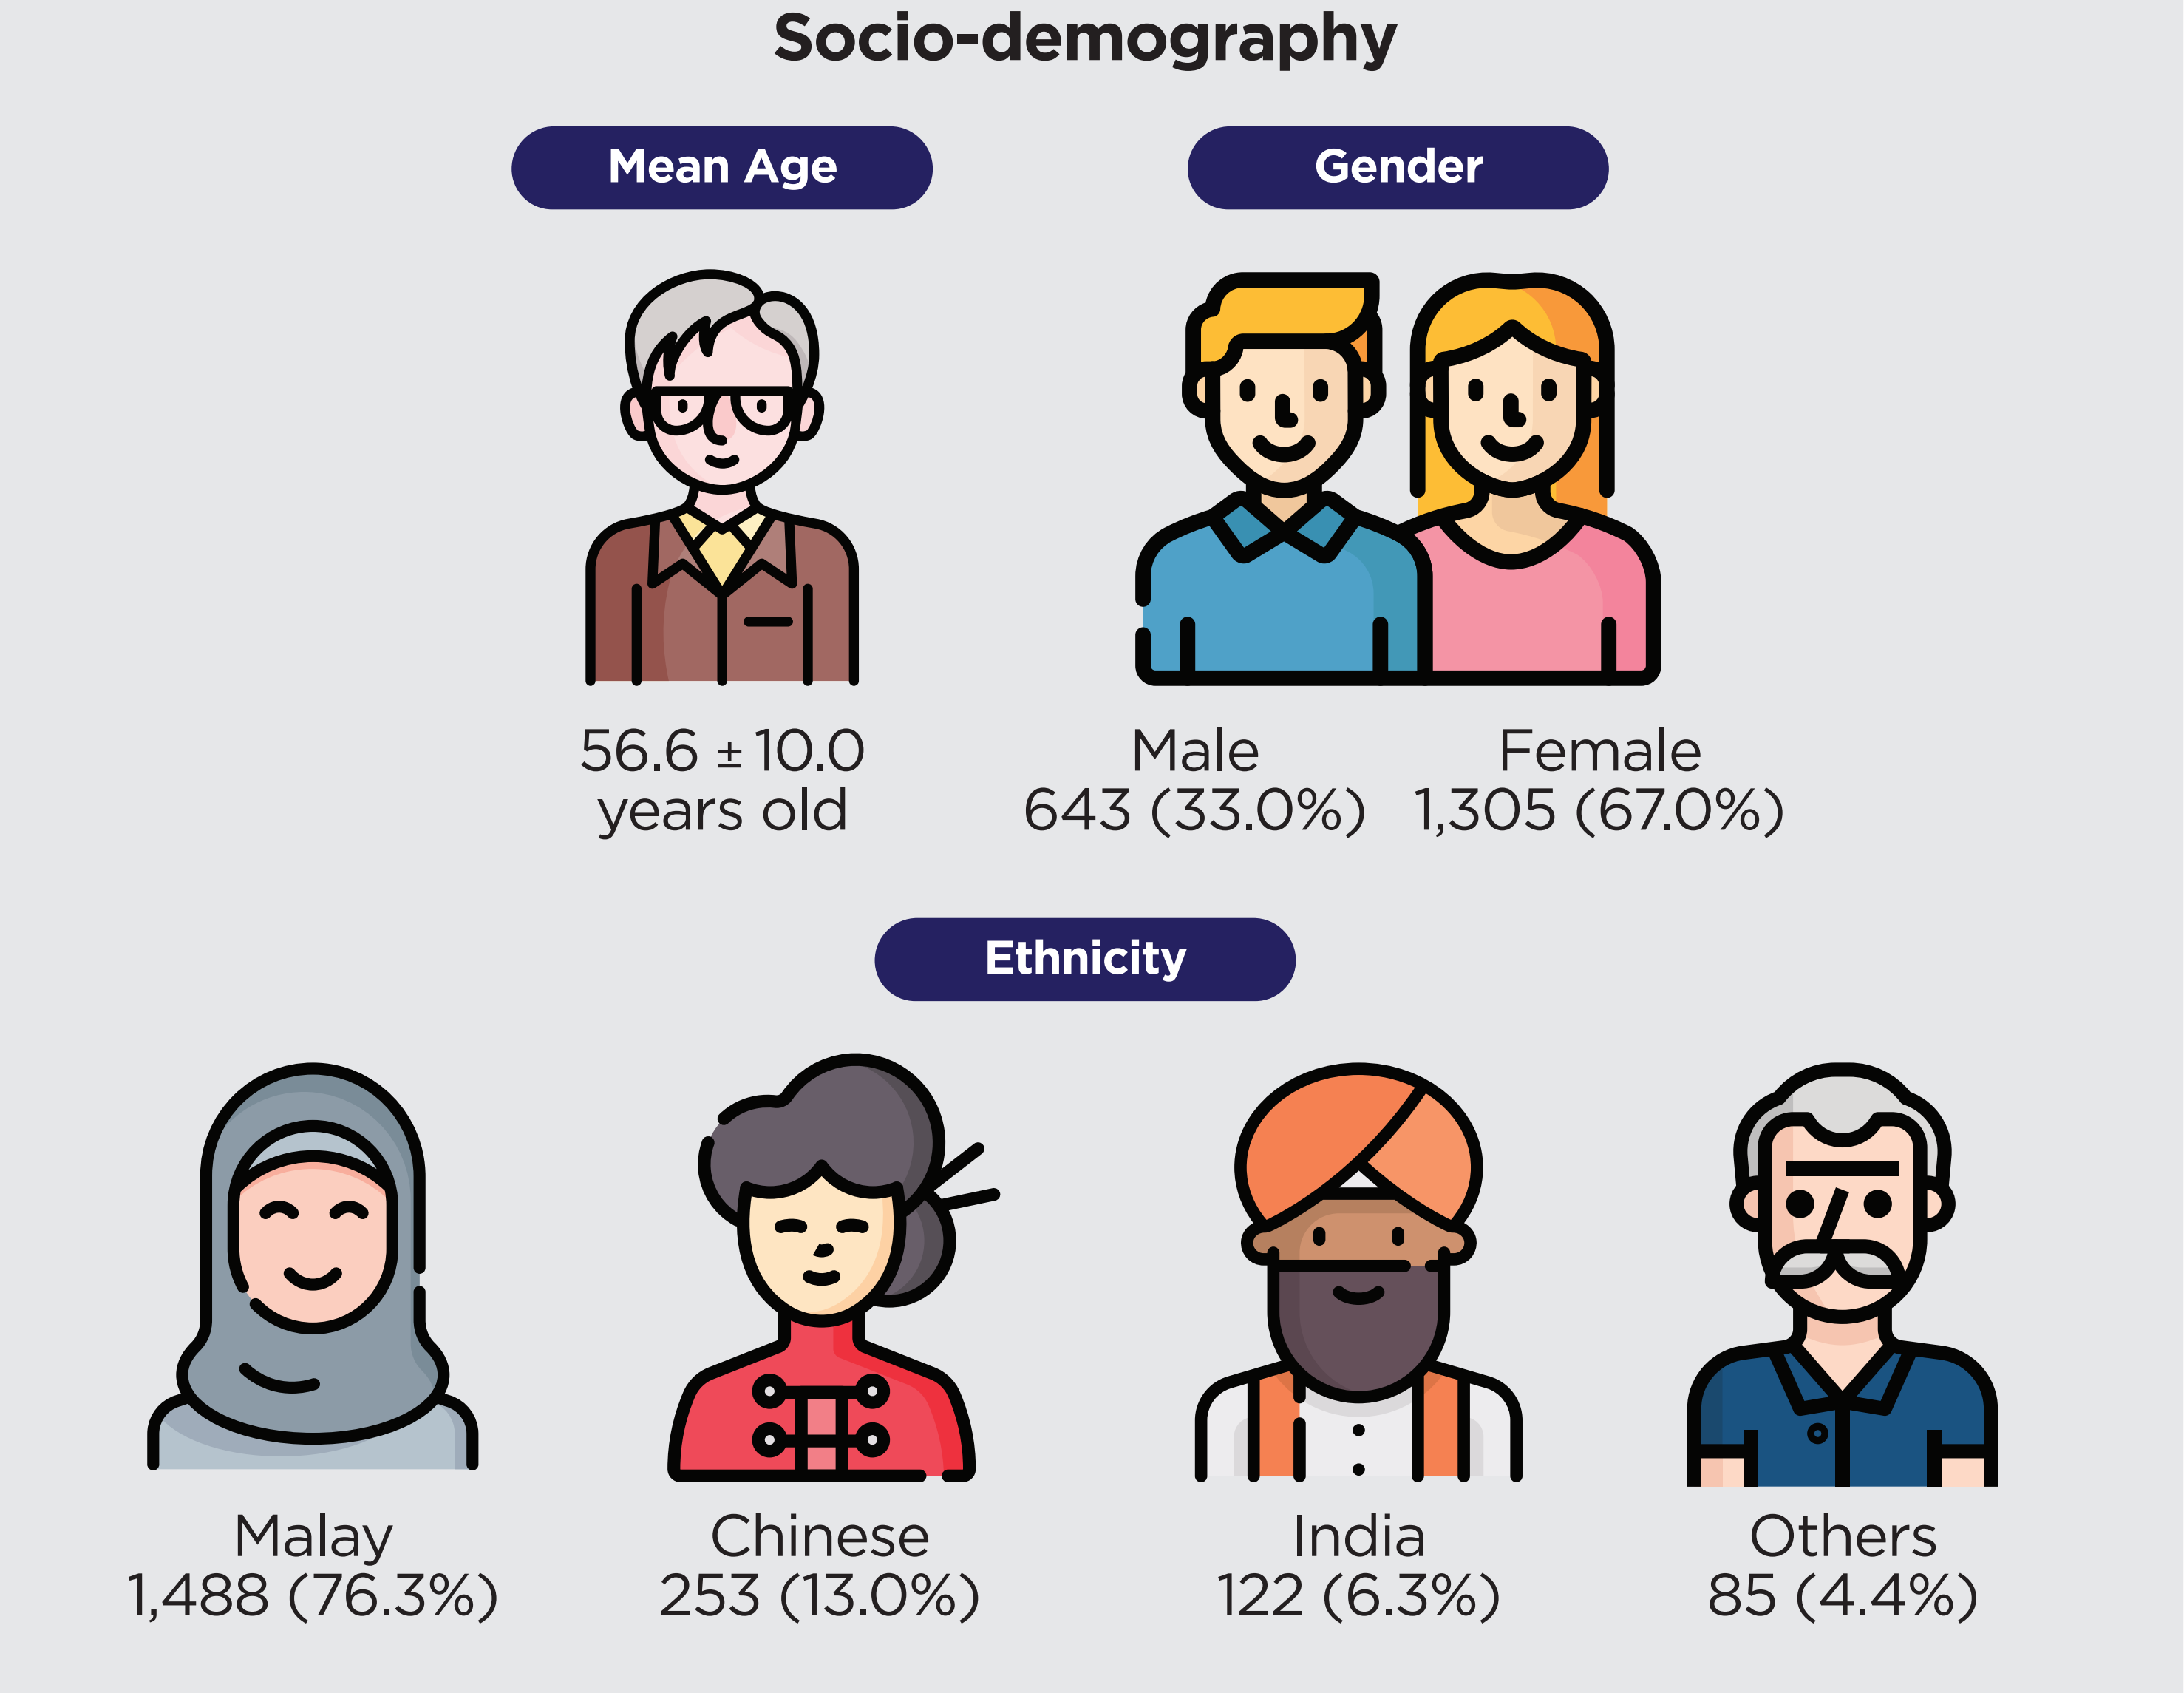 Socio-demography
Mean Age
Gender
56.6 ± 10.0
years old
Male
643 (33.0%)
Female
1,305 (67.0%)
Ethnicity
Malay
1,488 (76.3%)
Chinese
253 (13.0%)
India
122 (6.3%)
Others
85 (4.4%)